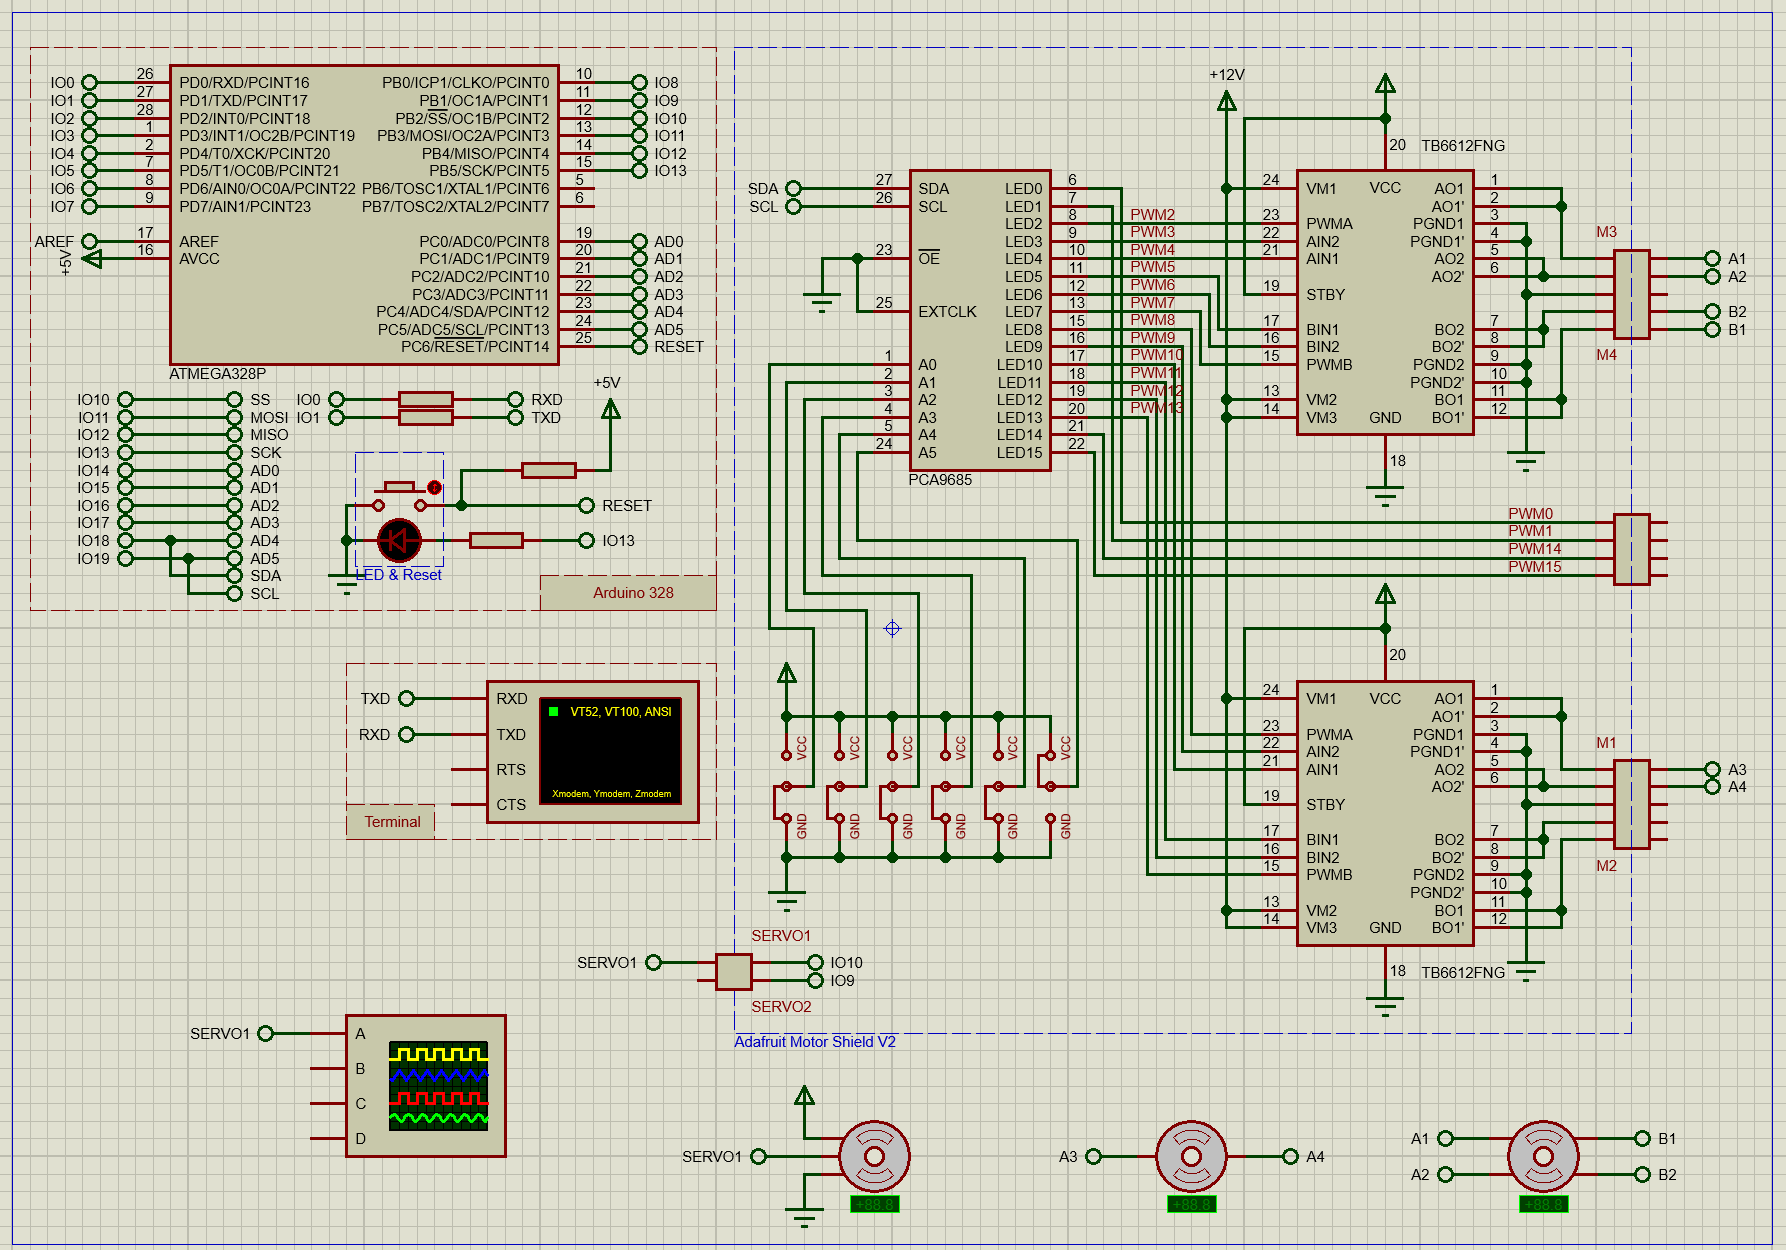 IO0 26 PD0/RXD/PCINT16 PB0/ICP1/CLKO/PCINT0 10 IO8
IO1 27 PD1/TXD/PCINT17 PB1/OC1A/PCINT1 11 IO9
IO2 28 PD2/INT0/PCINT18 PB2/SS/OC1B/PCINT2 12 IO10
IO3 1 PD3/INT1/OC2B/PCINT19 PB3/MOSI/OC2A/PCINT3 13 IO11
IO4 2 PD4/T0/XCK/PCINT20 PB4/MISO/PCINT4 14 IO12
IO5 7 PD5/T1/OC0B/PCINT21 PB5/SCK/PCINT5 15 IO13
IO6 8 PD6/AIN0/OC0A/PCINT22 PB6/TOSC1/XTAL1/PCINT6 5
IO7 9 PD7/AIN1/PCINT23 PB7/TOSC2/XTAL2/PCINT7 6
AREF 17 AREF PC0/ADC0/PCINT8 19 AD0
+5V 16 AVCC PC1/ADC1/PCINT9 20 AD1
PC2/ADC2/PCINT10 21 AD2
PC3/ADC3/PCINT11 22 AD3
PC4/ADC4/SDA/PCINT12 23 AD4
PC5/ADC5/SCL/PCINT13 24 AD5
PC6/RESET/PCINT14 25 RESET
ATMEGA328P
IO10 SS
IO11 MOSI
IO12 MISO
IO13 SCK
IO14 AD0
IO15 AD1
IO16 AD2
IO17 AD3
IO18 AD4
IO19 AD5
SDA
SCL
IO0 RXD
IO1 TXD
+5V
RESET
IO13
LED & Reset
Arduino 328
SDA 27 SDA LED0 6
SCL 26 SCL LED1 7
LED2 8 PWM2
LED3 9 PWM3
23 OE LED4 10 PWM4
LED5 11 PWM5
LED6 12 PWM6
25 EXTCLK LED7 13 PWM7
LED8 15 PWM8
LED9 16 PWM9
1 A0 LED10 17 PWM10
2 A1 LED11 18 PWM11
3 A2 LED12 19 PWM12
4 A3 LED13 20 PWM13
5 A4 LED14 21
24 A5 LED15 22
PCA9685
+12V
20 TB6612FNG
24 VM1 VCC AO1 1
AO1' 2
23 PWMA PGND1 3
22 AIN2 PGND1' 4
21 AIN1 AO2 5
AO2' 6
19 STBY
17 BIN1 BO2 7
16 BIN2 BO2' 8
15 PWMB PGND2 9
PGND2' 10
13 VM2 BO1 11
14 VM3 GND BO1' 12
18
M3
A1
A2
B2
B1
M4
PWM0
PWM1
PWM14
PWM15
20
24 VM1 VCC AO1 1
AO1' 2
23 PWMA PGND1 3
22 AIN2 PGND1' 4
21 AIN1 AO2 5
AO2' 6
19 STBY
17 BIN1 BO2 7
16 BIN2 BO2' 8
15 PWMB PGND2 9
PGND2' 10
13 VM2 BO1 11
14 VM3 GND BO1' 12
18 TB6612FNG
M1
A3
A4
M2
VCC VCC VCC VCC VCC VCC
GND GND GND GND GND GND
TXD RXD
RXD TXD
RTS
CTS
VT52, VT100, ANSI
Xmodem, Ymodem, Zmodem
Terminal
SERVO1
SERVO1 IO10
IO9
SERVO2
Adafruit Motor Shield V2
SERVO1 A
B
C
D
SERVO1
+88.8
A3 A4
+88.8
A1 B1
A2 B2
+88.8